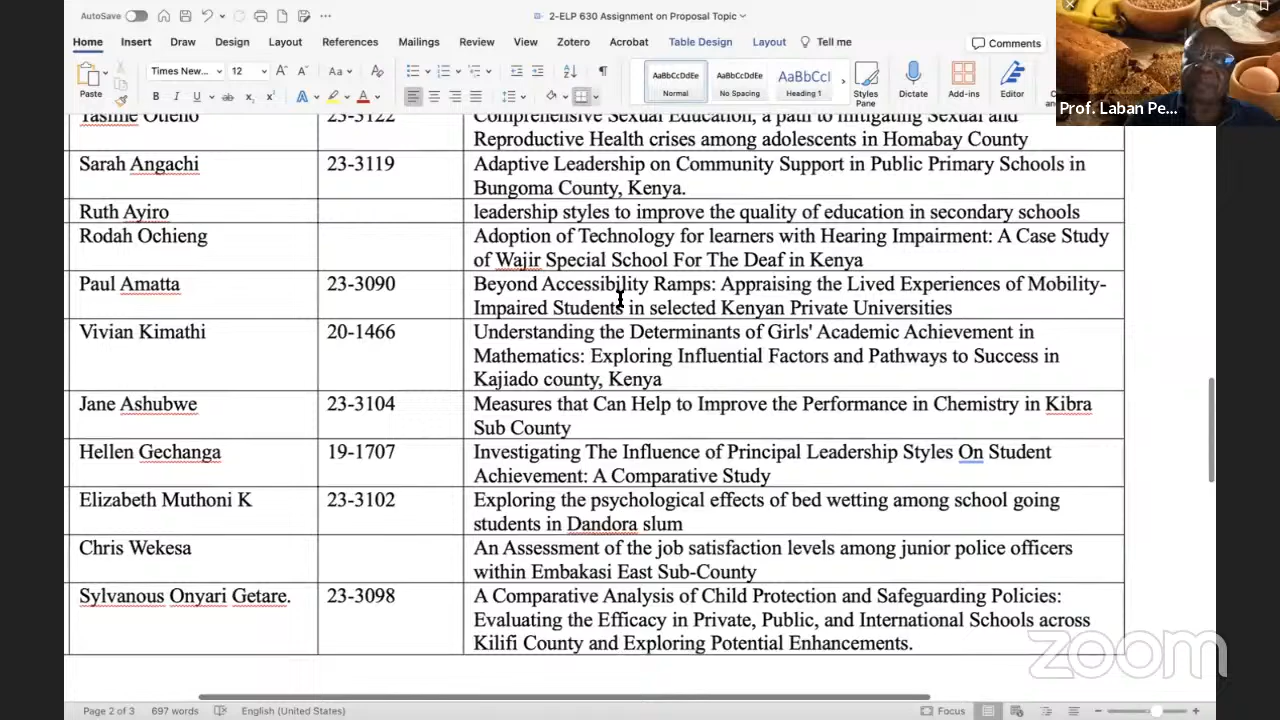 AutoSave
2-ELP 630 Assignment on Proposal Topic
Home Insert Draw Design Layout References Mailings Review View Zotero Acrobat Table Design Layout Tell me
Comments
Paste
Times New... 12
AaBbCcDdEe
Normal
AaBbCcDdEe
No Spacing
AaBbCcI
Heading 1
Styles
Pane
Dictate
Add-ins
Editor
Prof. Laban Pe...
Yasmie Otieno 23-3122 Comprehensive Sexual Education, a path to mitigating Sexual and
Reproductive Health crises among adolescents in Homabay County
Sarah Angachi 23-3119 Adaptive Leadership on Community Support in Public Primary Schools in
Bungoma County, Kenya.
Ruth Ayiro leadership styles to improve the quality of education in secondary schools
Rodah Ochieng Adoption of Technology for learners with Hearing Impairment: A Case Study
of Wajir Special School For The Deaf in Kenya
Paul Amatta 23-3090 Beyond Accessibility Ramps: Appraising the Lived Experiences of Mobility-
Impaired Students in selected Kenyan Private Universities
Vivian Kimathi 20-1466 Understanding the Determinants of Girls' Academic Achievement in
Mathematics: Exploring Influential Factors and Pathways to Success in
Kajiado county, Kenya
Jane Ashubwe 23-3104 Measures that Can Help to Improve the Performance in Chemistry in Kibra
Sub County
Hellen Gechanga 19-1707 Investigating The Influence of Principal Leadership Styles On Student
Achievement: A Comparative Study
Elizabeth Muthoni K 23-3102 Exploring the psychological effects of bed wetting among school going
students in Dandora slum
Chris Wekesa An Assessment of the job satisfaction levels among junior police officers
within Embakasi East Sub-County
Sylvanous Onyari Getare. 23-3098 A Comparative Analysis of Child Protection and Safeguarding Policies:
Evaluating the Efficacy in Private, Public, and International Schools across
Kilifi County and Exploring Potential Enhancements.
zoom
Page 2 of 3 697 words English (United States) Focus